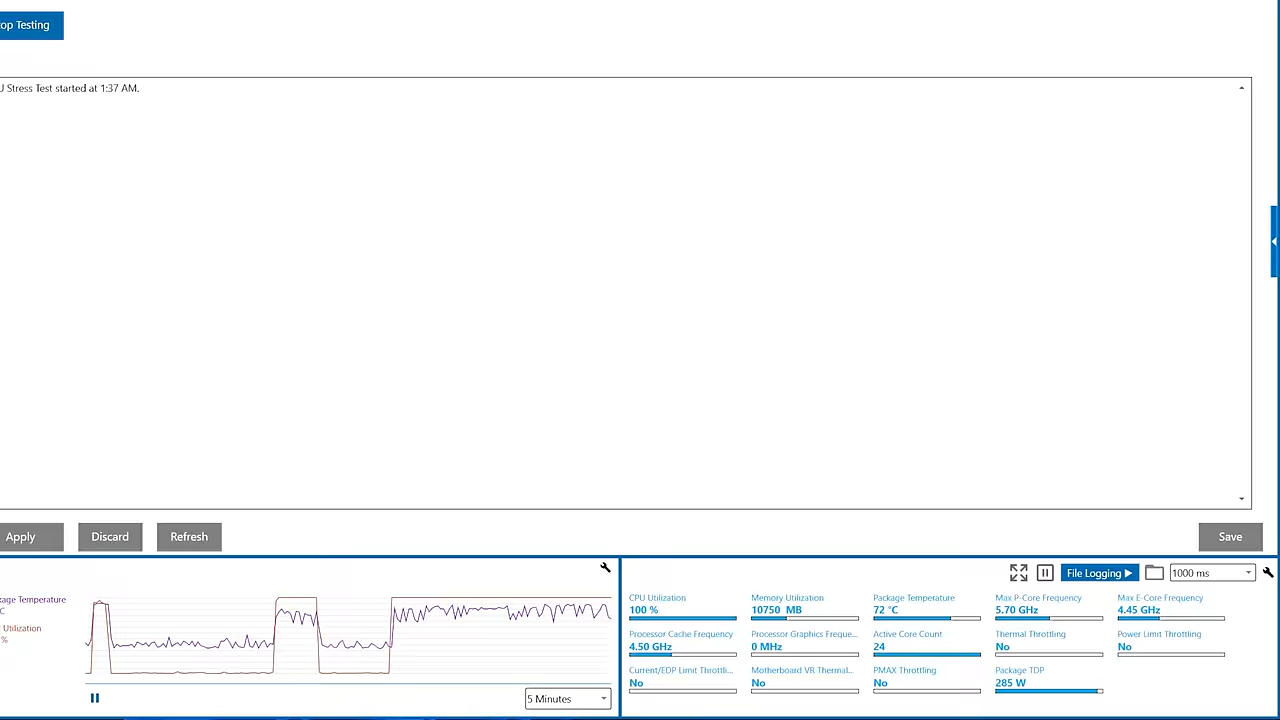 op Testing
U Stress Test started at 1:37 AM.
Apply
Discard
Refresh
Save
kage Temperature
C
Utilization
%
5 Minutes
File Logging
1000 ms
CPU Utilization
100 %
Memory Utilization
10750 MB
Package Temperature
72 °C
Max P-Core Frequency
5.70 GHz
Max E-Core Frequency
4.45 GHz
Processor Cache Frequency
4.50 GHz
Processor Graphics Freque...
0 MHz
Active Core Count
24
Thermal Throttling
No
Power Limit Throttling
No
Current/EDP Limit Throttli...
No
Motherboard VR Thermal...
No
PMAX Throttling
No
Package TDP
285 W